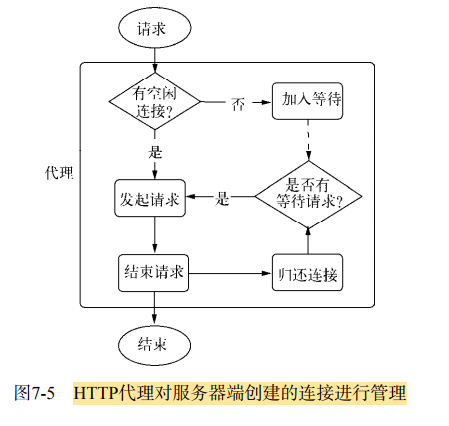 请求
有空闲
连接?
否
加入等待
是
代理
发起请求
是
是否有
等待请求?
结束请求
归还连接
结束
图7-5 HTTP代理对服务器端创建的连接进行管理